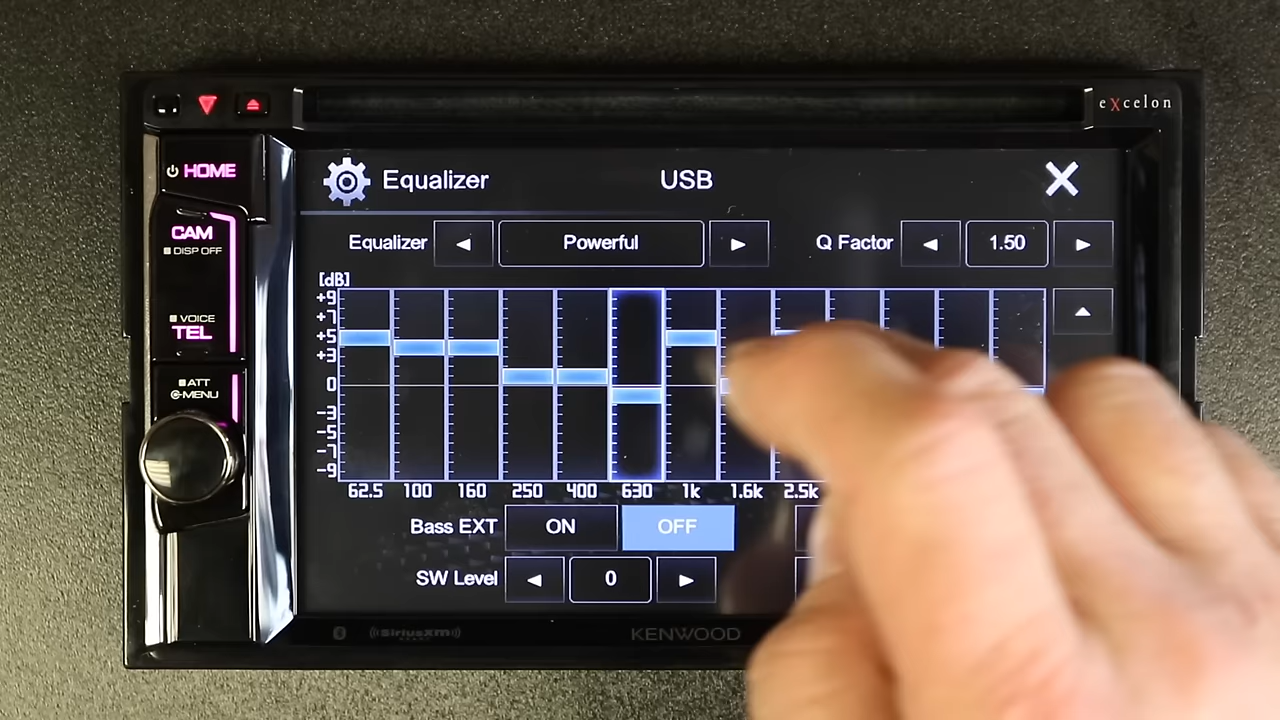 eXcelon
HOME
Equalizer USB
CAM
DISP OFF
Equalizer Powerful Q Factor 1.50
[dB]
+9
+7
+5
+3
0
-3
-5
-7
-9
VOICE
TEL
ATT
MENU
62.5 100 160 250 400 630 1k 1.6k 2.5k
Bass EXT ON OFF
SW Level 0
SiriusXM
KENWOOD